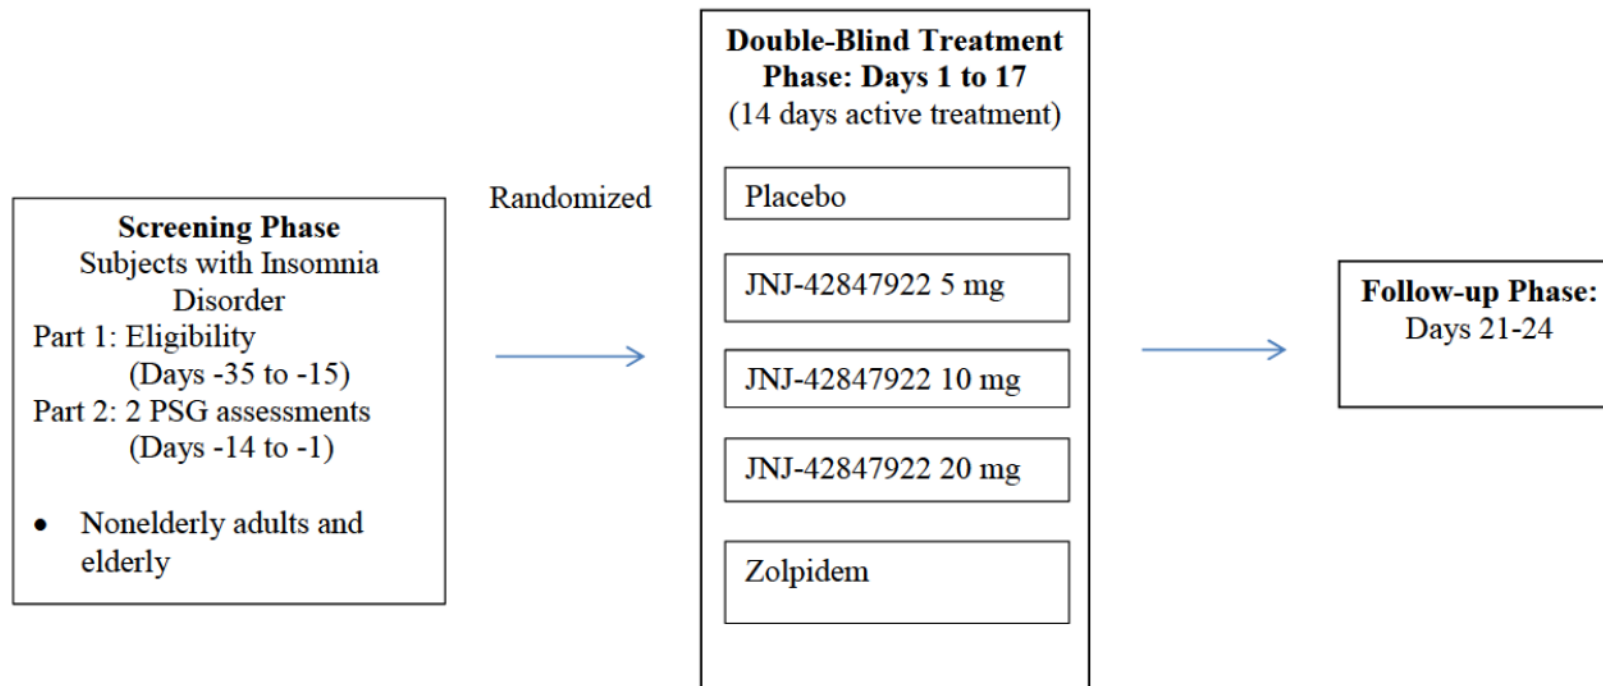 Screening Phase
Subjects with Insomnia
Disorder
Part 1: Eligibility
(Days -35 to -15)
Part 2: 2 PSG assessments
(Days -14 to -1)
• Nonelderly adults and
elderly
Randomized
Double-Blind Treatment
Phase: Days 1 to 17
(14 days active treatment)
Placebo
JNJ-42847922 5 mg
JNJ-42847922 10 mg
JNJ-42847922 20 mg
Zolpidem
Follow-up Phase:
Days 21-24